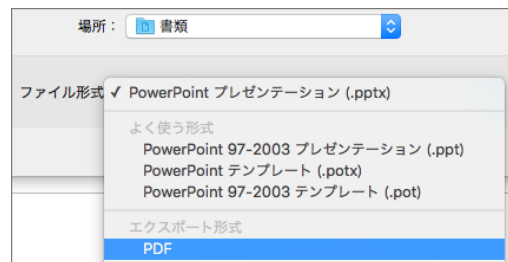 場所： 書類
ファイル形式 ✓ PowerPoint プレゼンテーション (.pptx)
よく使う形式
PowerPoint 97-2003 プレゼンテーション (.ppt)
PowerPoint テンプレート (.potx)
PowerPoint 97-2003 テンプレート (.pot)
エクスポート形式
PDF